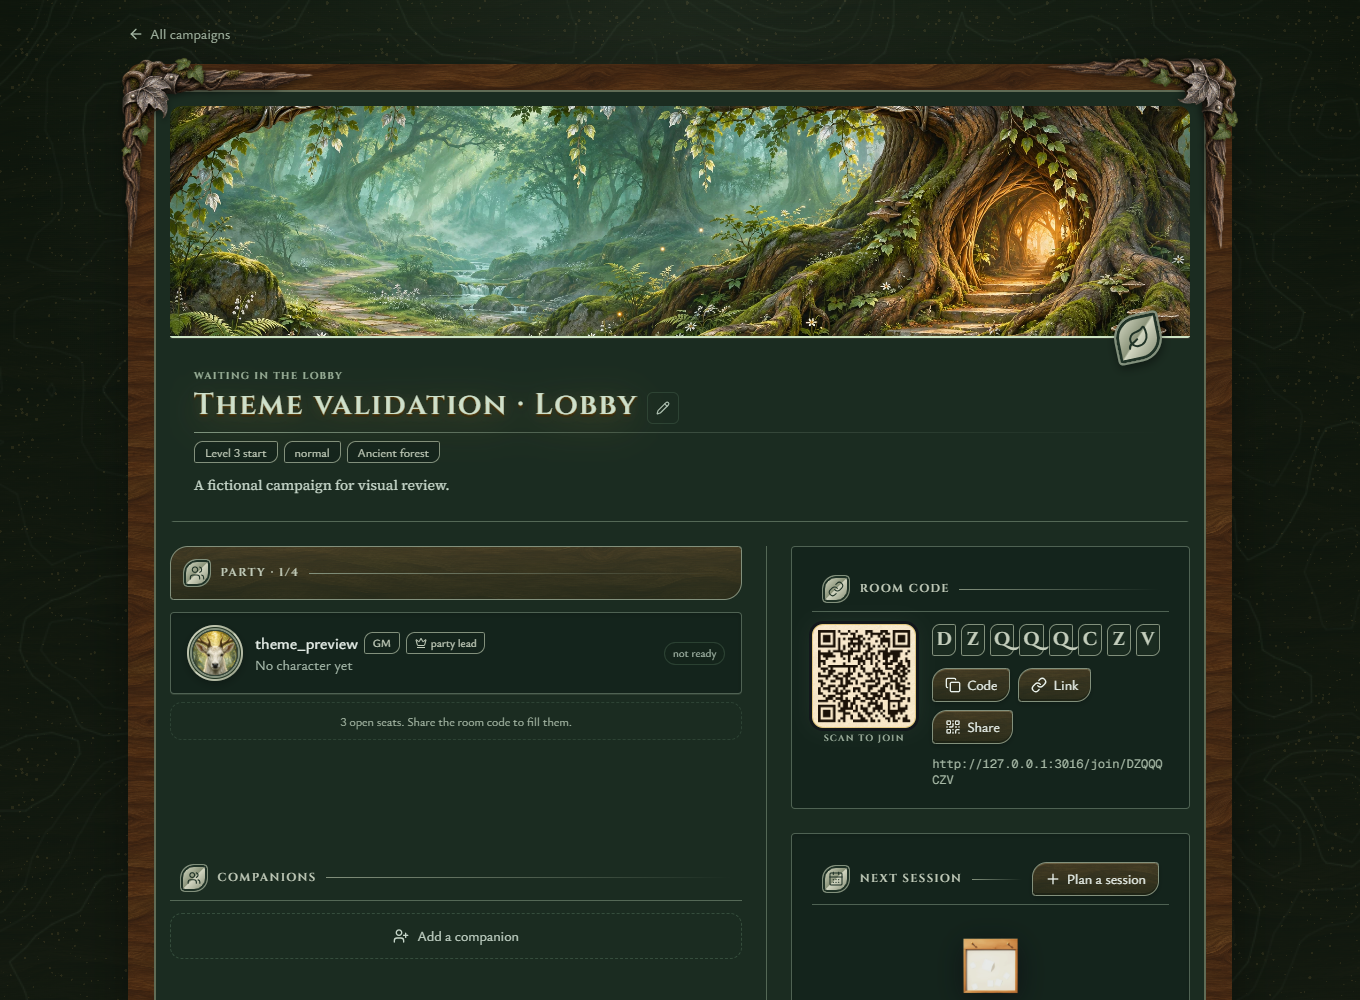 All campaigns
WAITING IN THE LOBBY
THEME VALIDATION · LOBBY
Level 3 start
normal
Ancient forest
A fictional campaign for visual review.
PARTY · 1/4
theme_preview
GM
party lead
No character yet
not ready
3 open seats. Share the room code to fill them.
COMPANIONS
Add a companion
ROOM CODE
DZQQQCZV
Code
Link
Share
SCAN TO JOIN
http://127.0.0.1:3016/join/DZQQQ
CZV
NEXT SESSION
Plan a session